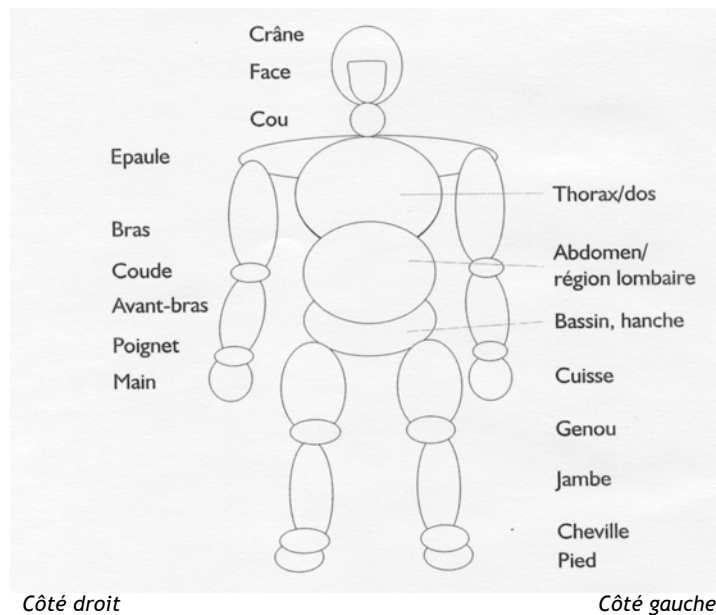 Crâne
Face
Cou
Epaule
Thorax/dos
Bras
Abdomen/
région lombaire
Coude
Avant-bras
Bassin, hanche
Poignet
Main
Cuisse
Genou
Jambe
Cheville
Pied
Côté droit
Côté gauche